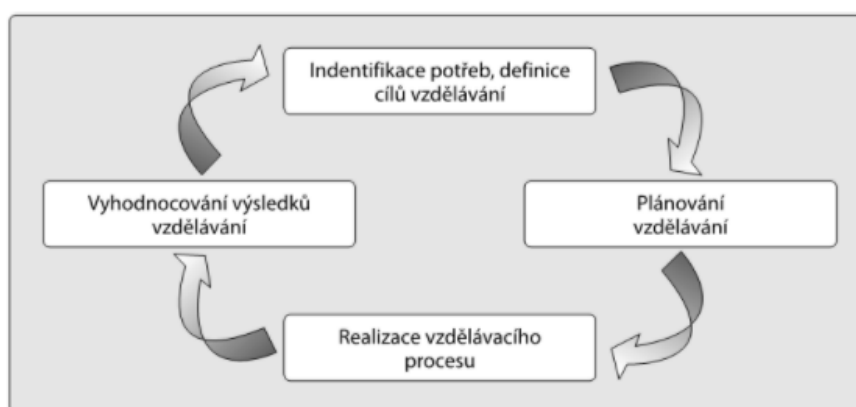 Indentifikace potřeb, definice
cílů vzdělávání
Plánování
vzdělávání
Realizace vzdělávacího
procesu
Vyhodnocování výsledků
vzdělávání